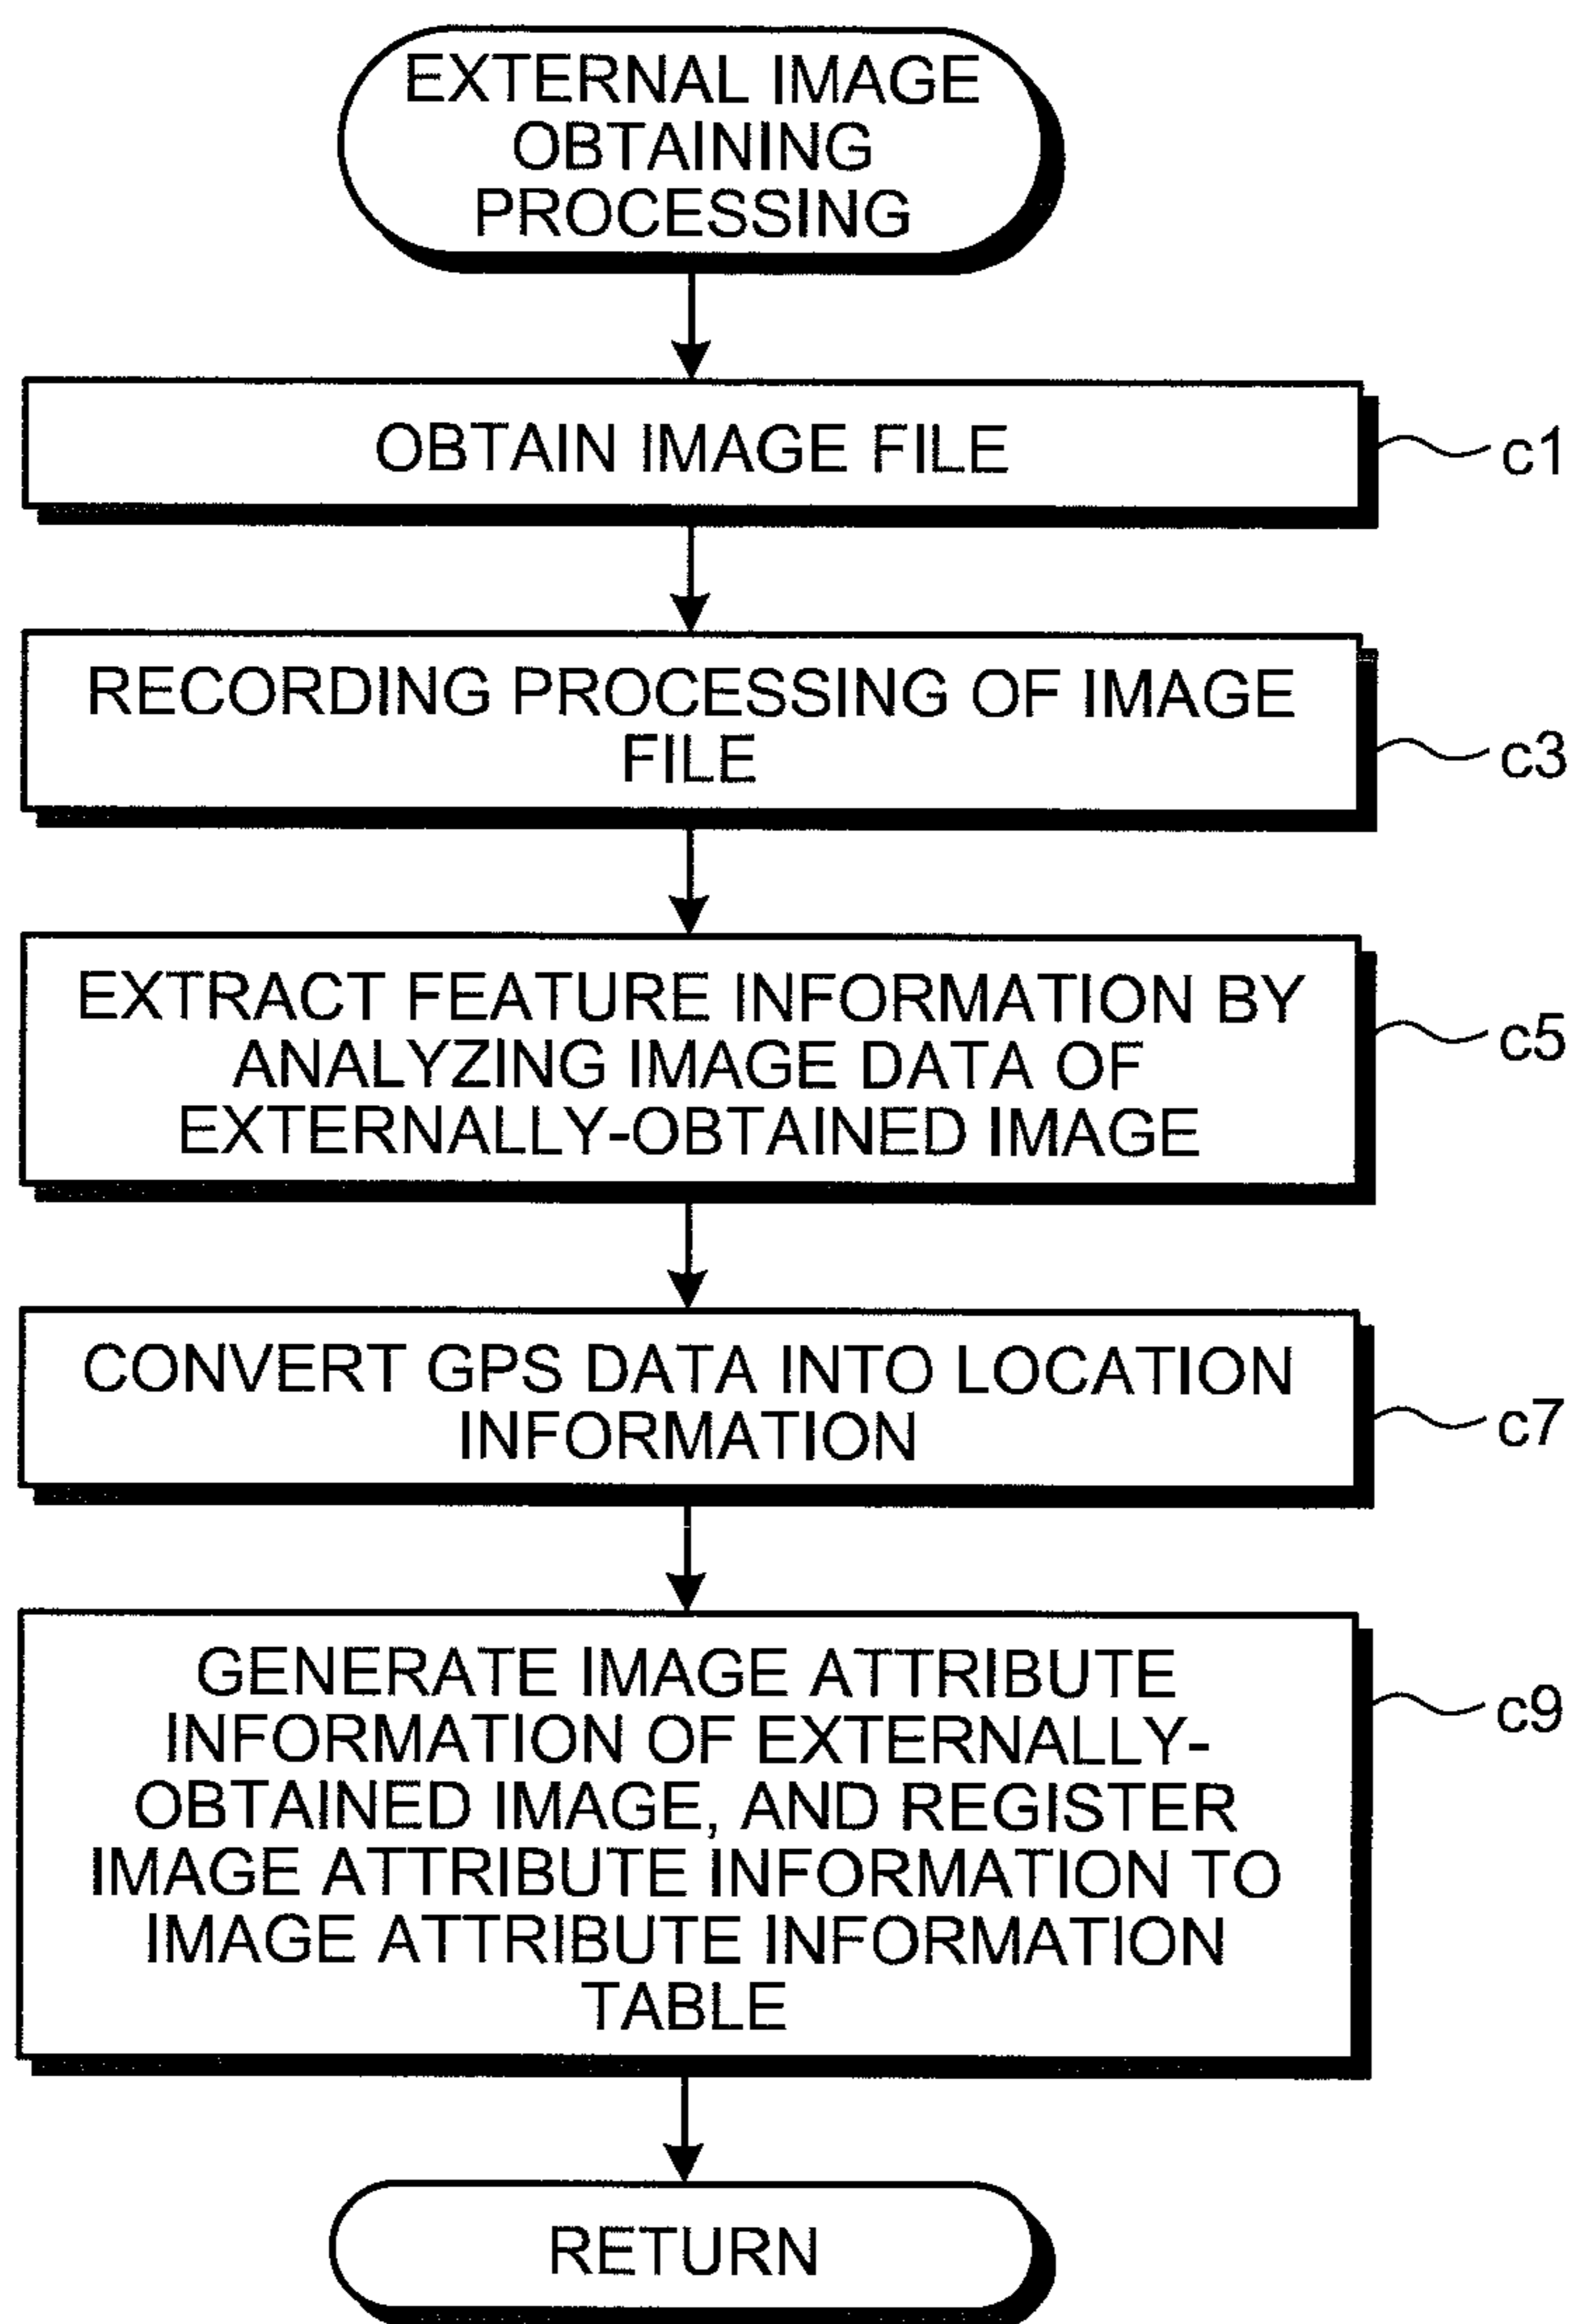 EXTERNAL IMAGE
OBTAINING
PROCESSING
OBTAIN IMAGE FILE
c1
RECORDING PROCESSING OF IMAGE
FILE
c3
EXTRACT FEATURE INFORMATION BY
ANALYZING IMAGE DATA OF
EXTERNALLY-OBTAINED IMAGE
c5
CONVERT GPS DATA INTO LOCATION
INFORMATION
c7
GENERATE IMAGE ATTRIBUTE
INFORMATION OF EXTERNALLY-
OBTAINED IMAGE, AND REGISTER
IMAGE ATTRIBUTE INFORMATION TO
IMAGE ATTRIBUTE INFORMATION
TABLE
c9
RETURN